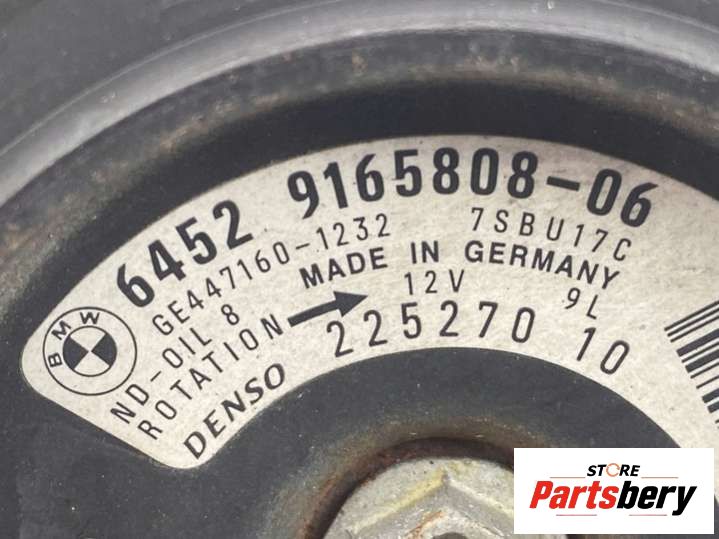 BMW
6452 9165808-06
GE447160-1232 7SBU17C
ND-OIL 8 MADE IN GERMANY
ROTATION 12V 9L
DENSO 225270 10
STORE
Partsbery